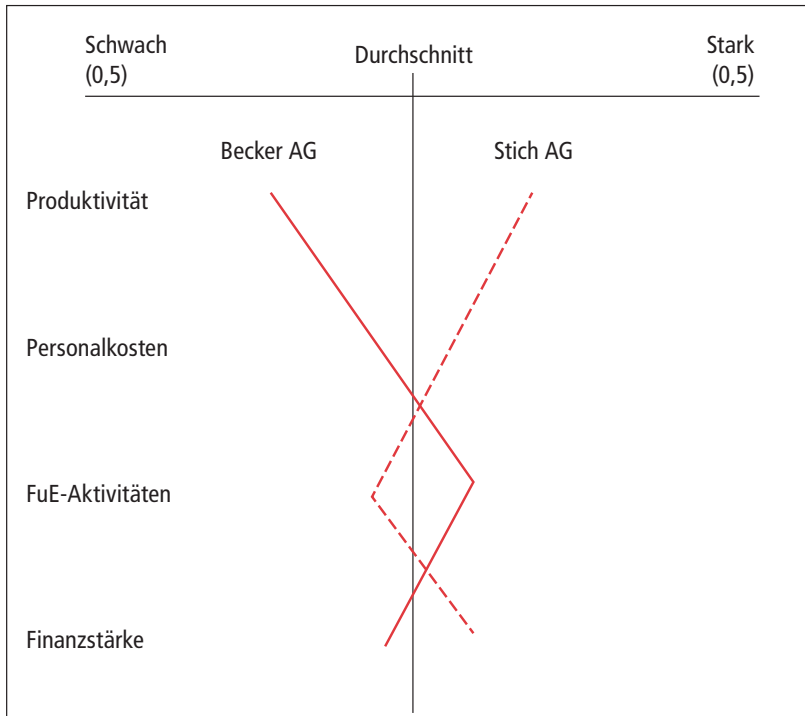 Schwach
(0,5)
Durchschnitt
Stark
(0,5)
Becker AG
Stich AG
Produktivität
Personalkosten
FuE-Aktivitäten
Finanzstärke